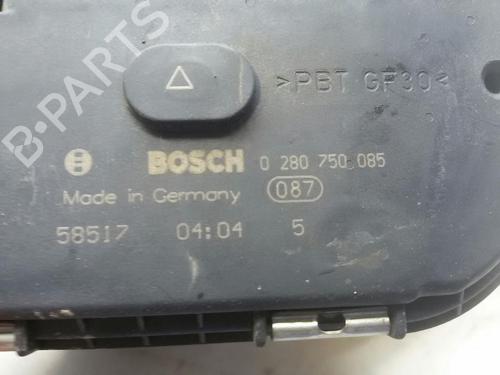 B-PARTS
>PBT GF30<
BOSCH 0 280 750 085
Made in Germany 087
58517 04:04 5